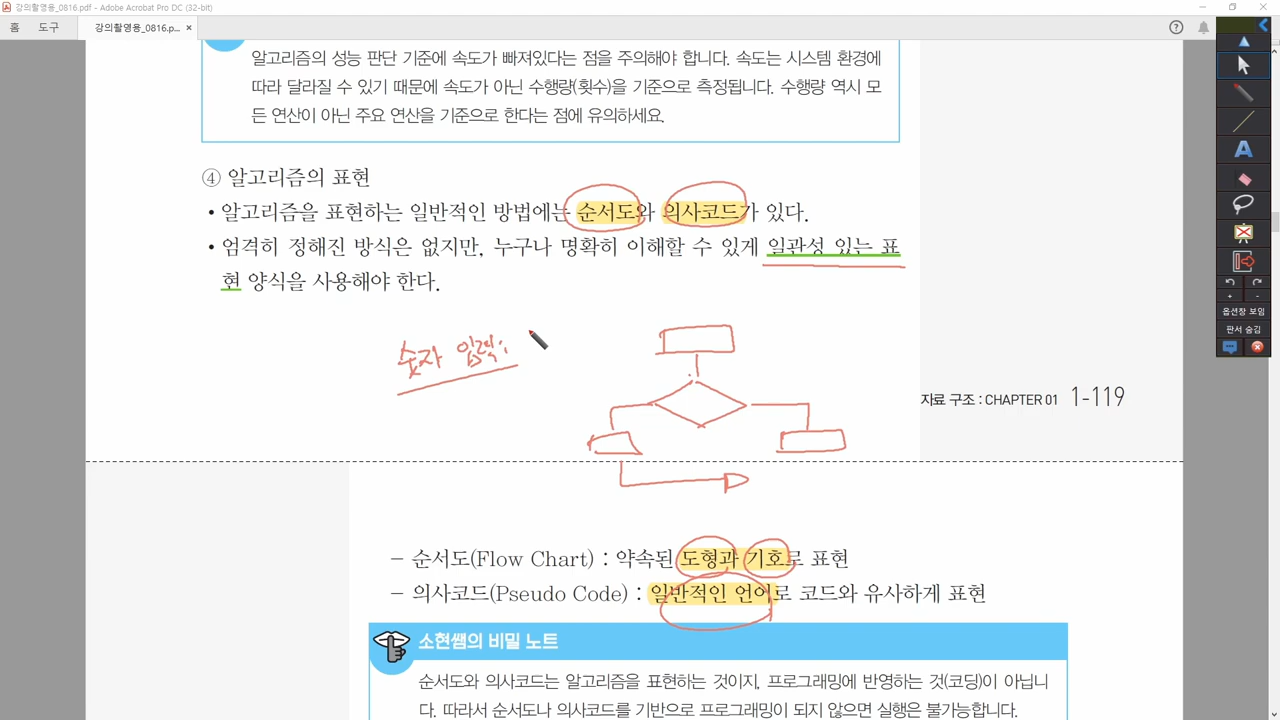 강의촬영용_0816.pdf - Adobe Acrobat Pro DC (32-bit)
홈 도구 강의촬영용_0816.p... ×
알고리즘의 성능 판단 기준에 속도가 빠져있다는 점을 주의해야 합니다. 속도는 시스템 환경에
따라 달라질 수 있기 때문에 속도가 아닌 수행량(횟수)을 기준으로 측정됩니다. 수행량 역시 모
든 연산이 아닌 주요 연산을 기준으로 한다는 점에 유의하세요.
④ 알고리즘의 표현
• 알고리즘을 표현하는 일반적인 방법에는 순서도와 의사코드가 있다.
• 엄격히 정해진 방식은 없지만, 누구나 명확히 이해할 수 있게 일관성 있는 표
현 양식을 사용해야 한다.
숫자 입력;
자료 구조 : CHAPTER 01 1-119
- 순서도(Flow Chart) : 약속된 도형과 기호로 표현
- 의사코드(Pseudo Code) : 일반적인 언어로 코드와 유사하게 표현
소현쌤의 비밀 노트
순서도와 의사코드는 알고리즘을 표현하는 것이지, 프로그래밍에 반영하는 것(코딩)이 아닙니
다. 따라서 순서도나 의사코드를 기반으로 프로그래밍이 되지 않으면 실행은 불가능합니다.
A
옵션장 보임
판서 숨김